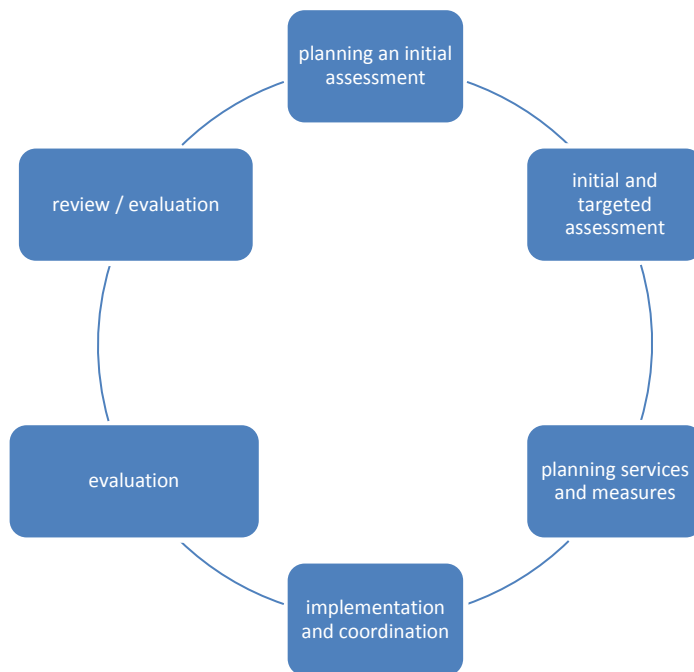 planning an initial
assessment
initial and
targeted
assessment
planning services
and measures
implementation
and coordination
evaluation
review / evaluation